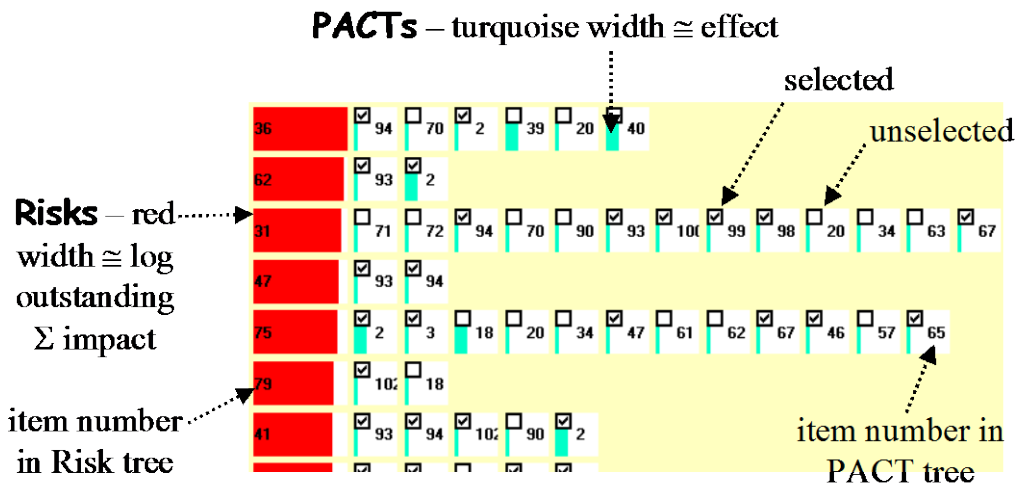 PACTs – turquoise width ≅ effect
selected
unselected
36 94 70 2 39 20 40
62 93 2
Risks – red
width ≅ log
outstanding
Σ impact
31 71 72 94 70 90 93 100 99 98 20 34 63 67
47 93 94
75 2 3 18 20 34 47 61 62 67 46 57 65
79 102 18
item number
in Risk tree
41 93 94 102 90 2
item number in
PACT tree